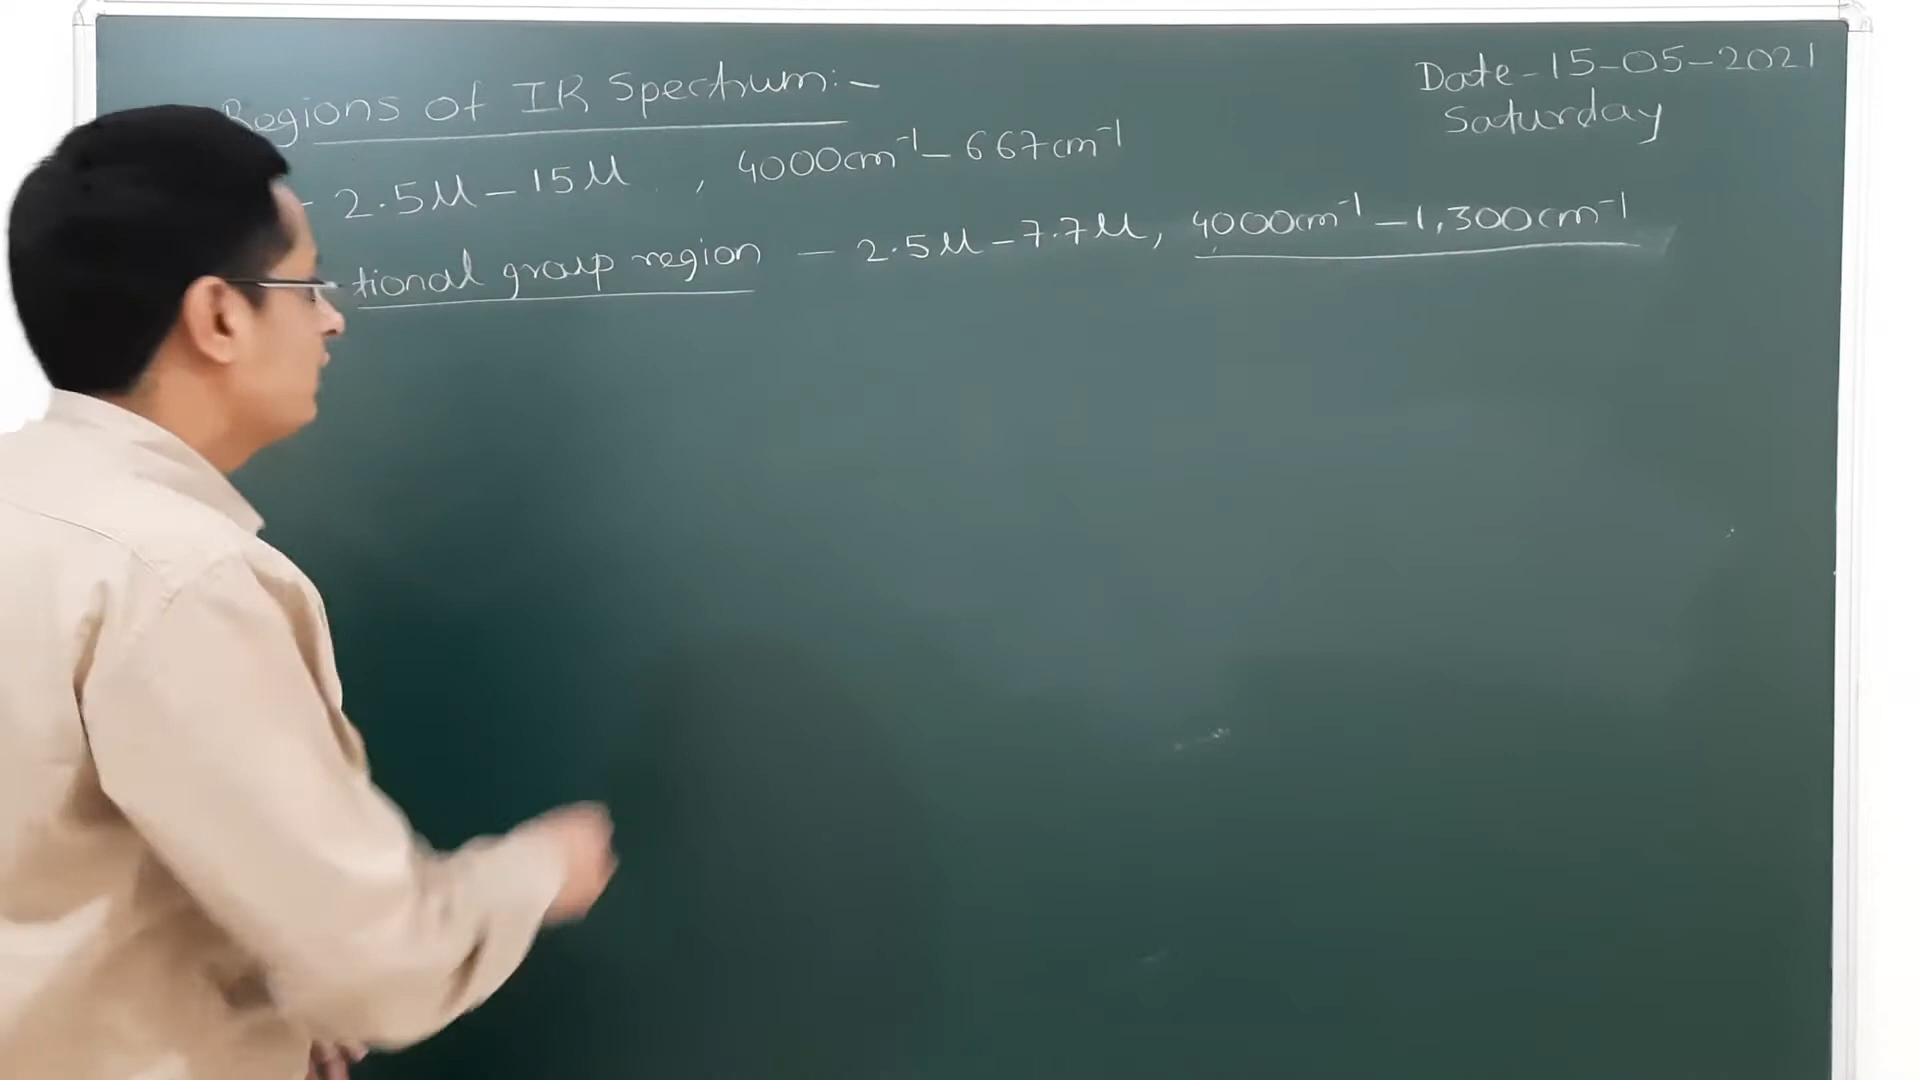 Regions of IR Spectrum:-
Date-15-05-2021
Saturday
- 2.5μ-15μ , 4000cm⁻¹-667cm⁻¹
tional group region - 2.5μ-7.7μ, 4000cm⁻¹-1,300cm⁻¹